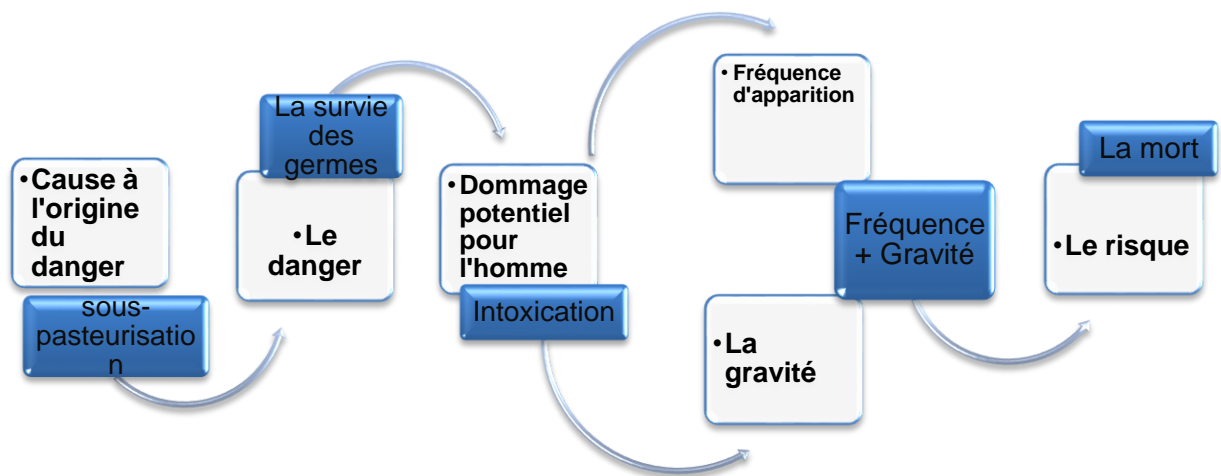 • Cause à
l'origine
du
danger
sous-
pasteurisatio
n
La survie
des
germes
• Le
danger
• Dommage
potentiel
pour
l'homme
Intoxication
• Fréquence
d'apparition
• La
gravité
Fréquence
+ Gravité
La mort
• Le risque